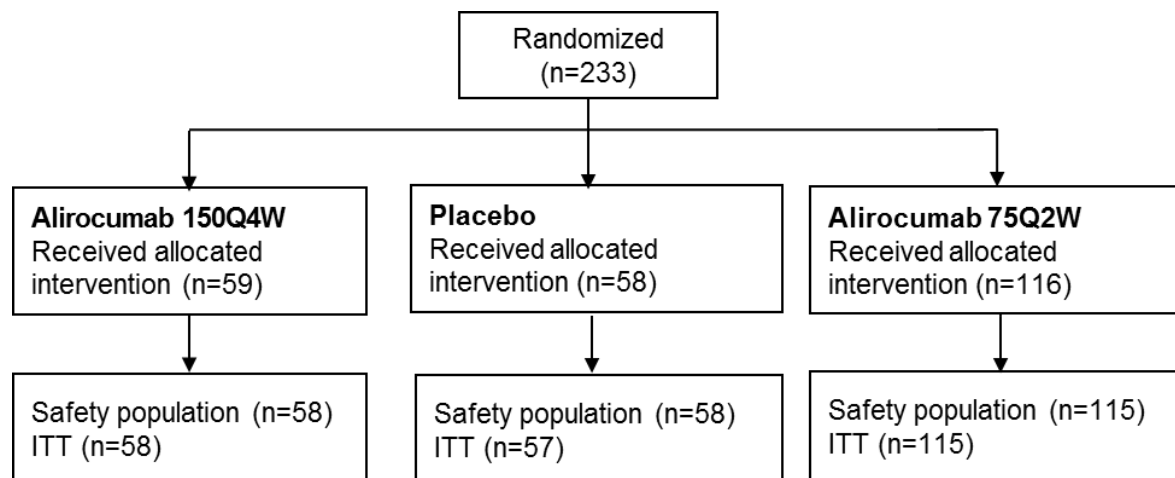 Randomized
(n=233)
Alirocumab 150Q4W
Received allocated
intervention (n=59)
Placebo
Received allocated
intervention (n=58)
Alirocumab 75Q2W
Received allocated
intervention (n=116)
Safety population (n=58)
ITT (n=58)
Safety population (n=58)
ITT (n=57)
Safety population (n=115)
ITT (n=115)